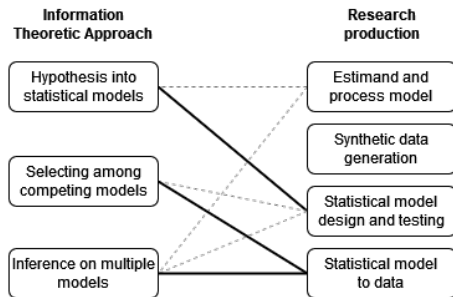 Information
Theoretic Approach
Research
production
Hypothesis into
statistical models
Estimand and
process model
Synthetic data
generation
Selecting among
competing models
Statistical model
design and testing
Inference on multiple
models
Statistical model
to data